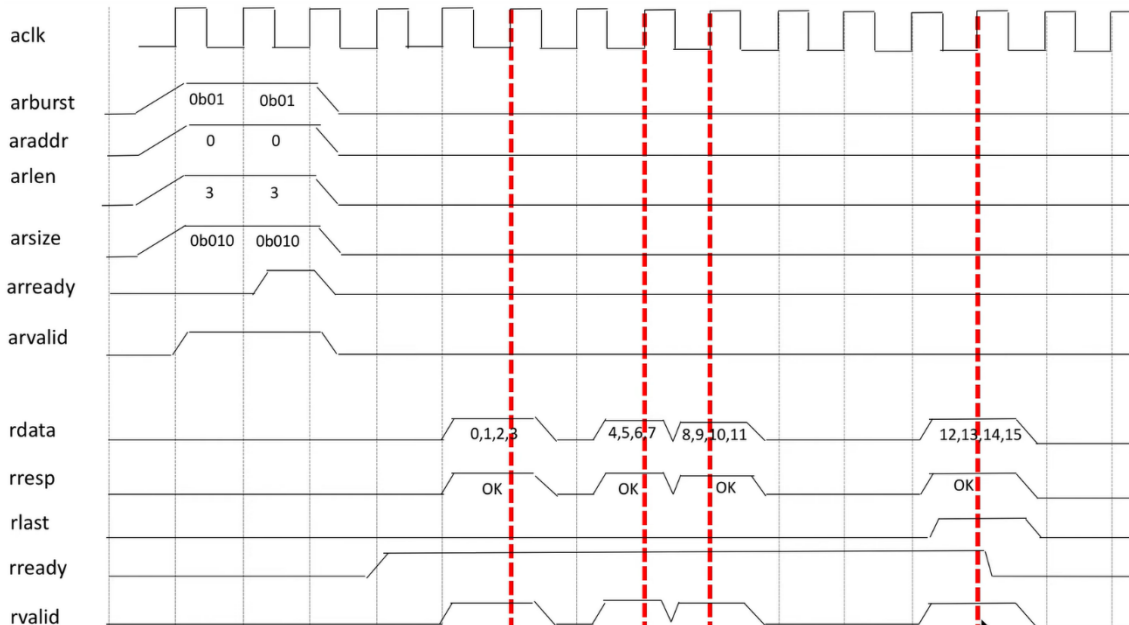 aclk
arburst 0b01 0b01
araddr 0 0
arlen 3 3
arsize 0b010 0b010
arready
arvalid
rdata 0,1,2,3 4,5,6,7 8,9,10,11 12,13,14,15
rresp OK OK OK OK
rlast
rready
rvalid